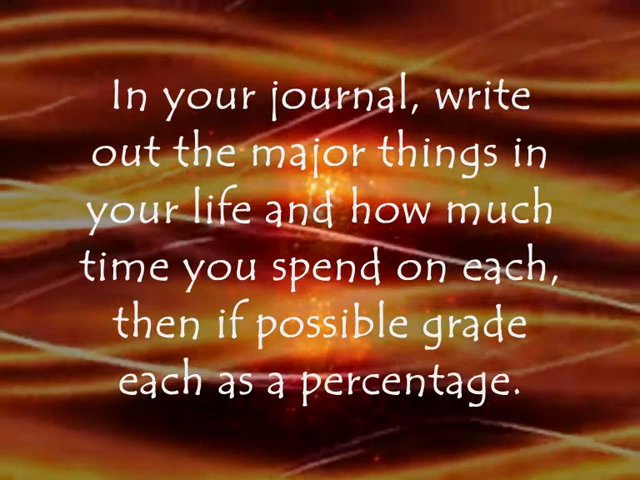 In your journal, write
out the major things in
your life and how much
time you spend on each,
then if possible grade
each as a percentage.